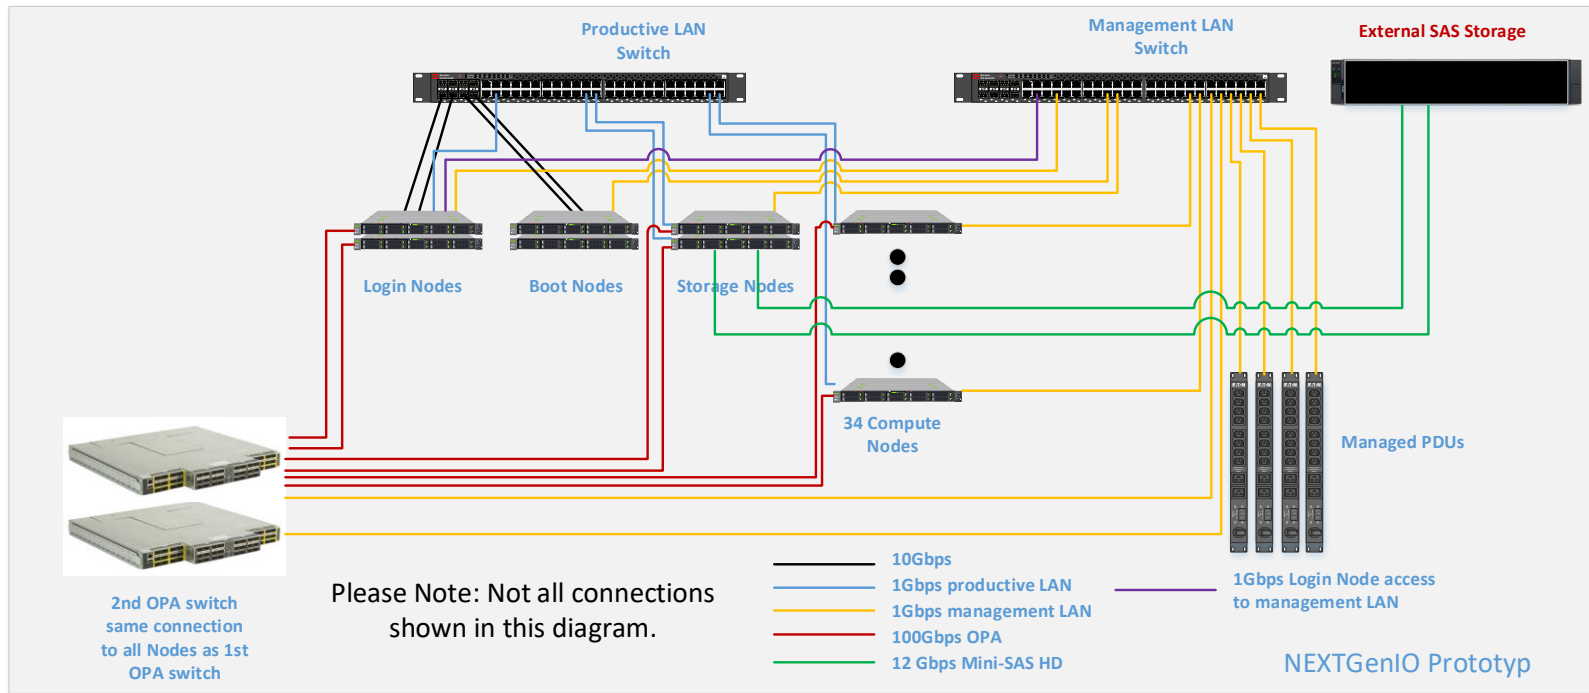 Productive LAN
Switch
Management LAN
Switch
External SAS Storage
Login Nodes
Boot Nodes
Storage Nodes
34 Compute
Nodes
Managed PDUs
2nd OPA switch
same connection
to all Nodes as 1st
OPA switch
Please Note: Not all connections
shown in this diagram.
10Gbps
1Gbps productive LAN
1Gbps management LAN
100Gbps OPA
12 Gbps Mini-SAS HD
1Gbps Login Node access
to management LAN
NEXTGenIO Prototyp